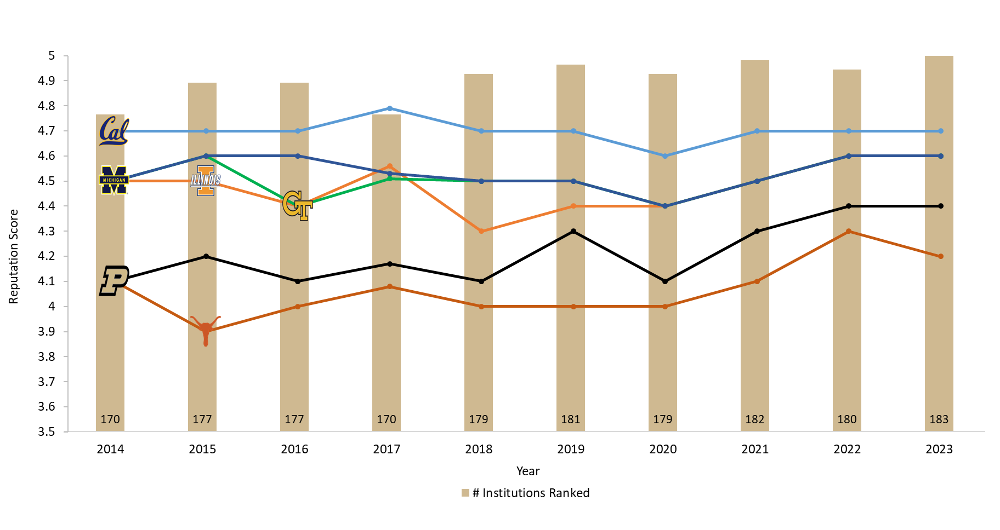 5
4.9
4.8
4.7
4.6
4.5
4.4
4.3
4.2
4.1
4
3.9
3.8
3.7
3.6
3.5
Reputation Score
Cal
M
MICHIGAN
I
ILLINOIS
GT
P
170 177 177 170 179 181 179 182 180 183
2014 2015 2016 2017 2018 2019 2020 2021 2022 2023
Year
# Institutions Ranked